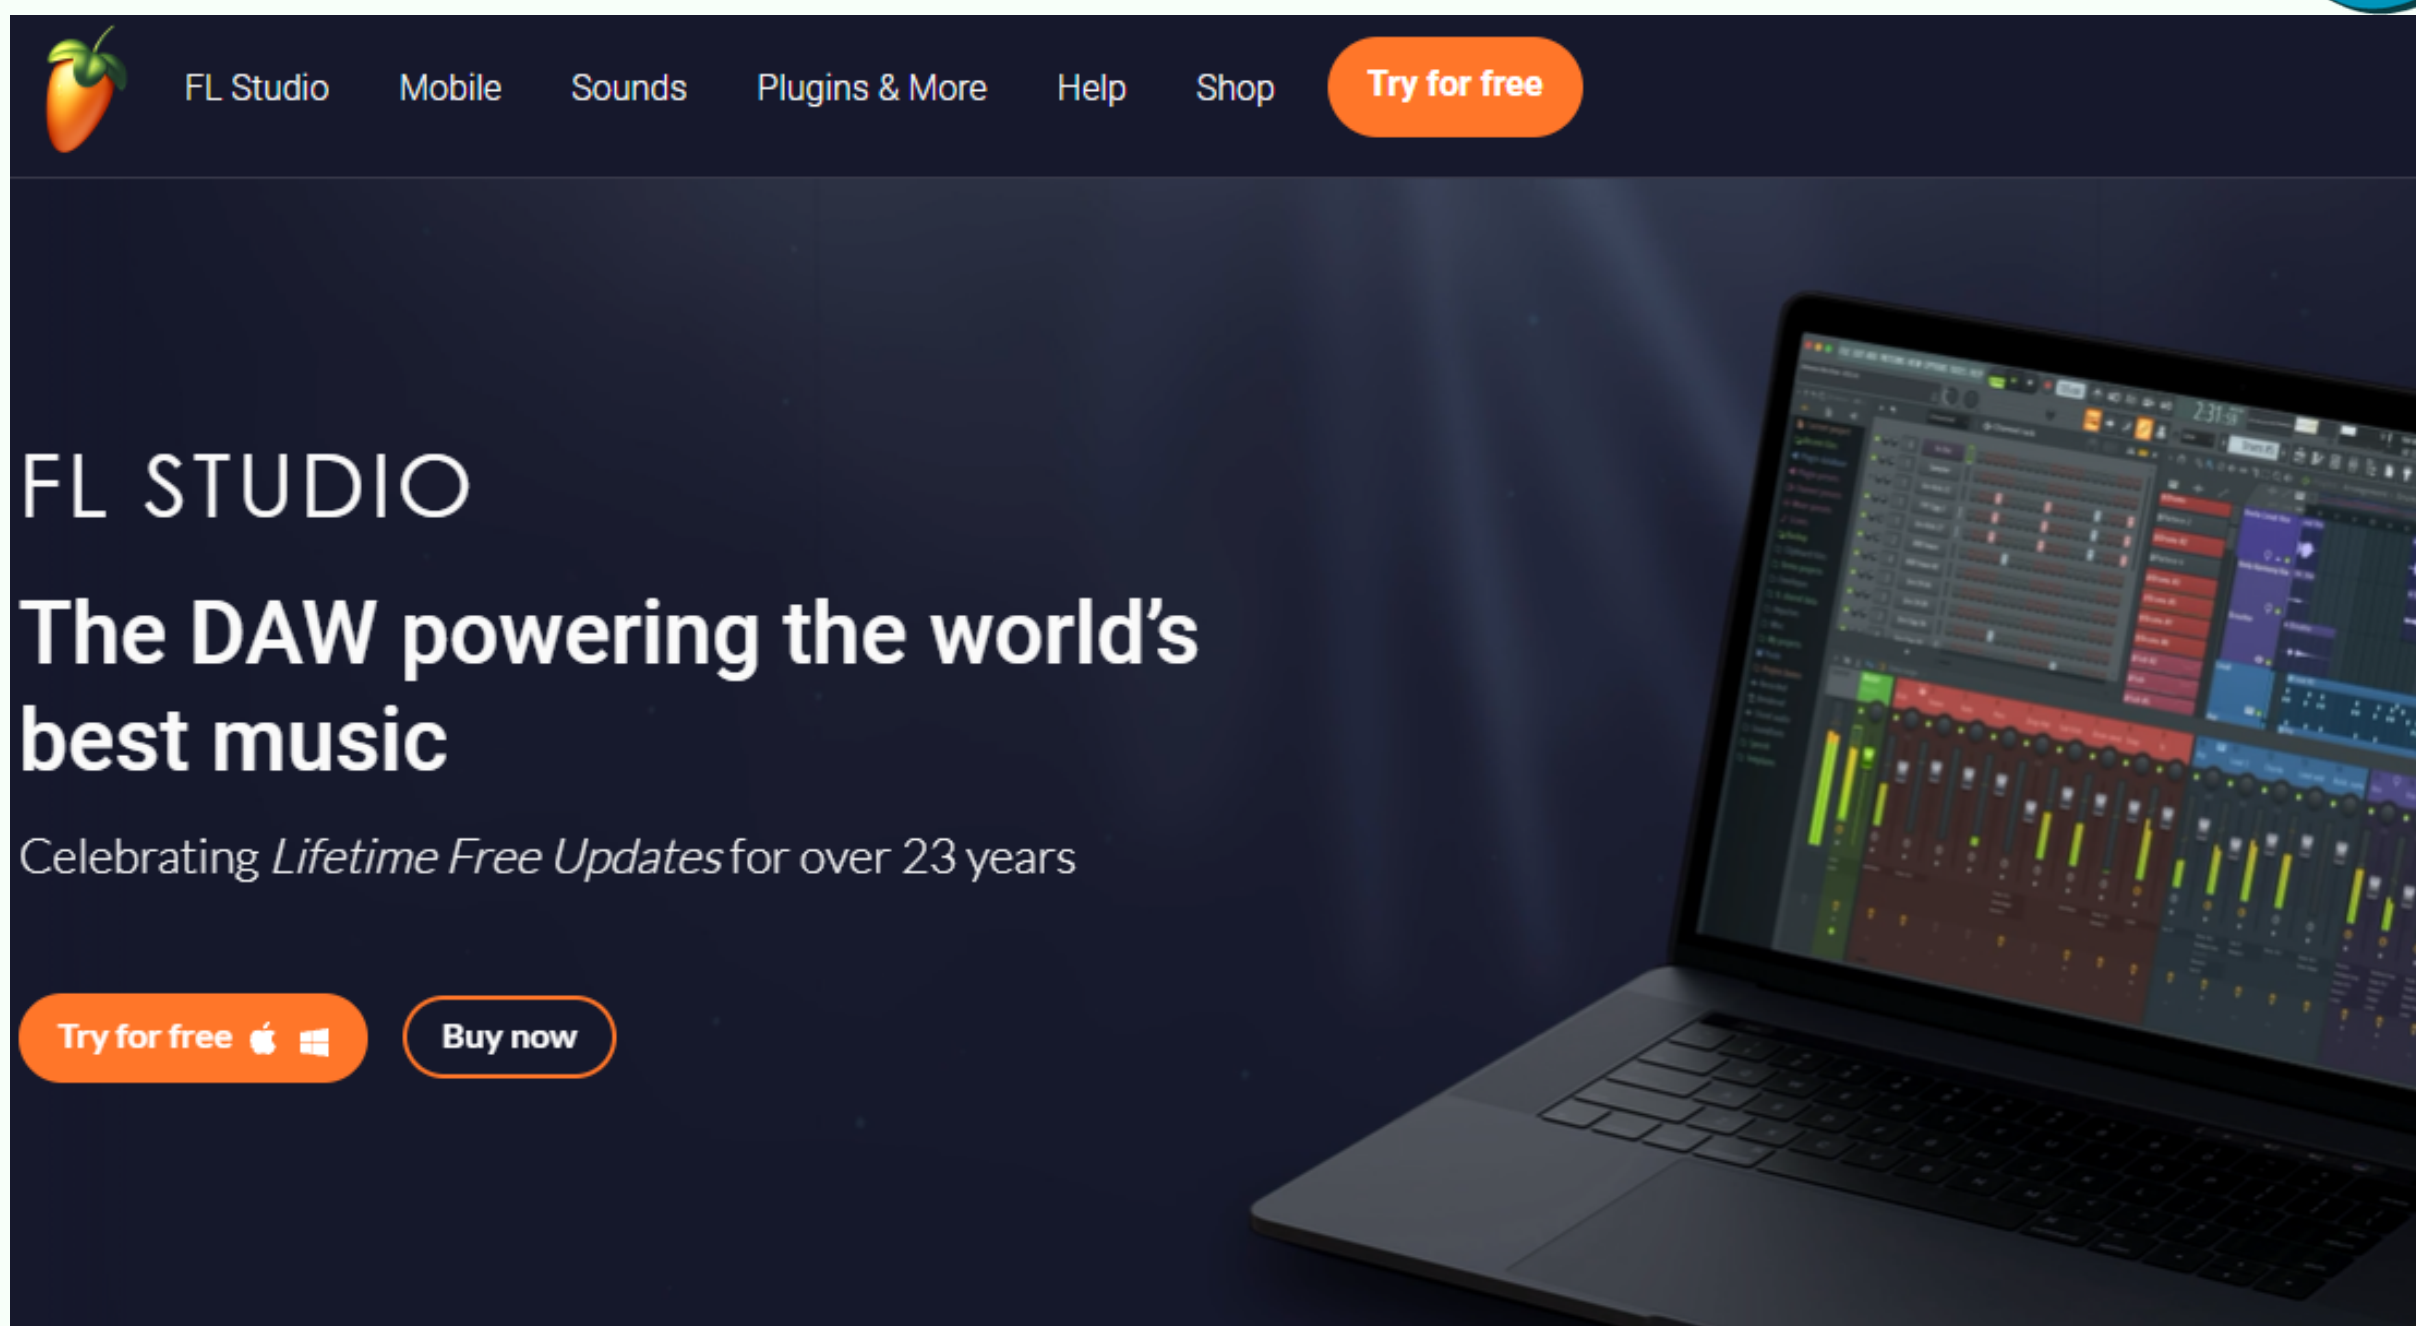 FL Studio Mobile Sounds Plugins & More Help Shop Try for free
FL STUDIO
The DAW powering the world’s
best music
Celebrating Lifetime Free Updates for over 23 years
Try for free Buy now